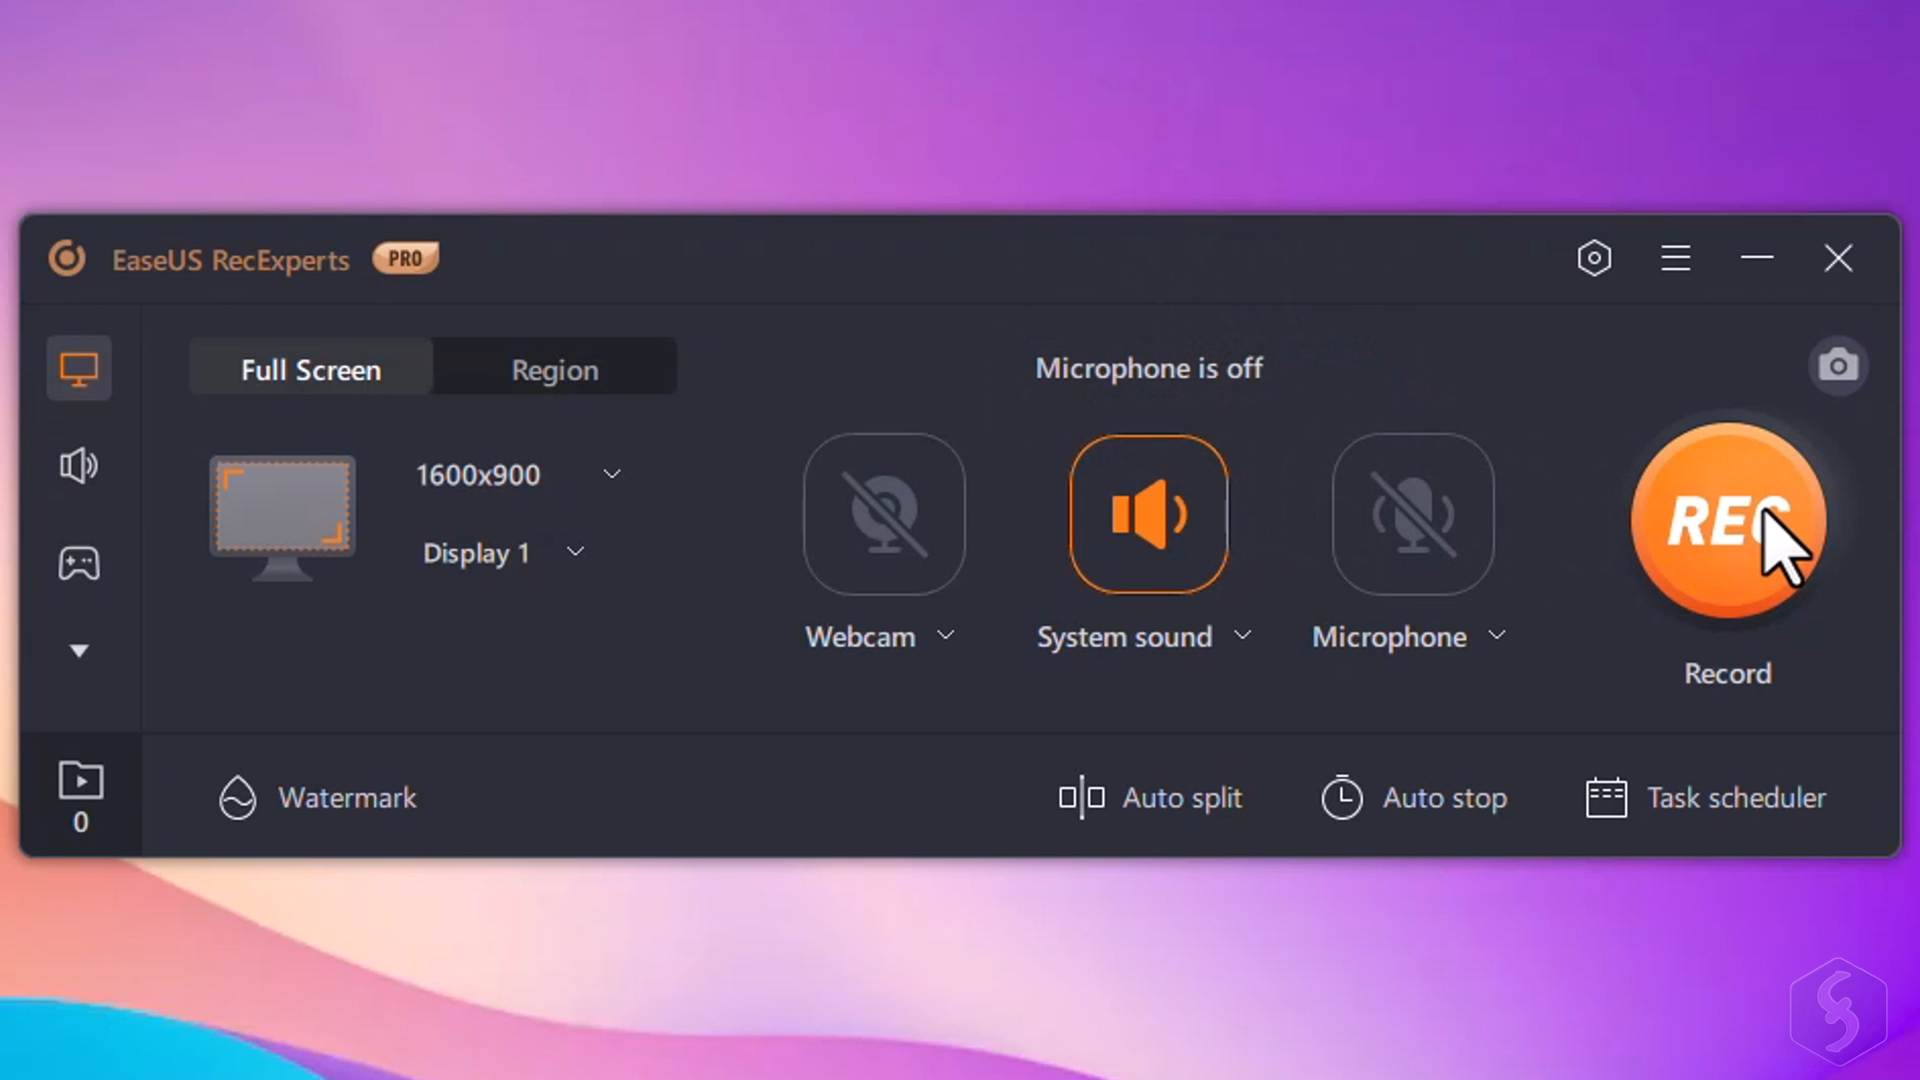 EaseUS RecExperts PRO
Full Screen
Region
Microphone is off
1600x900
Display 1
REC
Webcam
System sound
Microphone
Record
0
Watermark
Auto split
Auto stop
Task scheduler